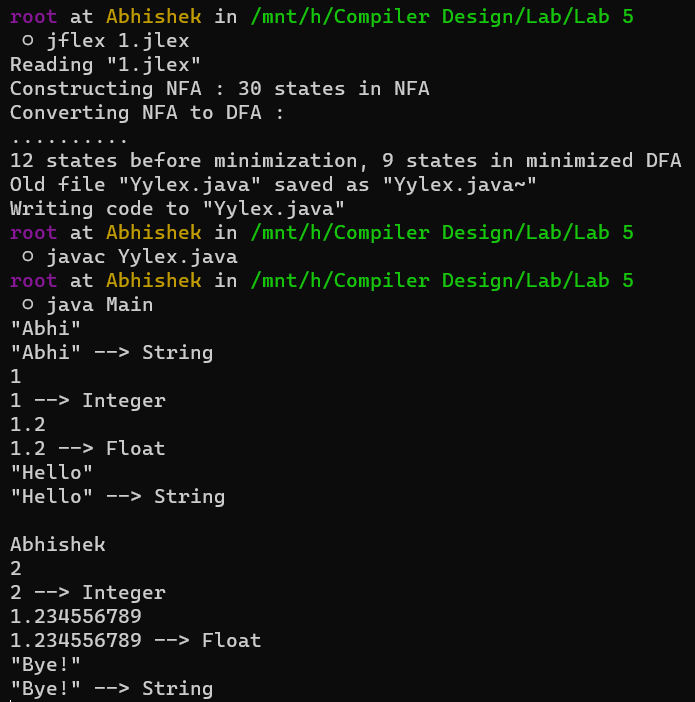 root at Abhishek in /mnt/h/Compiler Design/Lab/Lab 5
○ jflex 1.jlex
Reading "1.jlex"
Constructing NFA : 30 states in NFA
Converting NFA to DFA :
..........
12 states before minimization, 9 states in minimized DFA
Old file "Yylex.java" saved as "Yylex.java~"
Writing code to "Yylex.java"
root at Abhishek in /mnt/h/Compiler Design/Lab/Lab 5
○ javac Yylex.java
root at Abhishek in /mnt/h/Compiler Design/Lab/Lab 5
○ java Main
"Abhi"
"Abhi" --> String
1
1 --> Integer
1.2
1.2 --> Float
"Hello"
"Hello" --> String
Abhishek
2
2 --> Integer
1.234556789
1.234556789 --> Float
"Bye!"
"Bye!" --> String